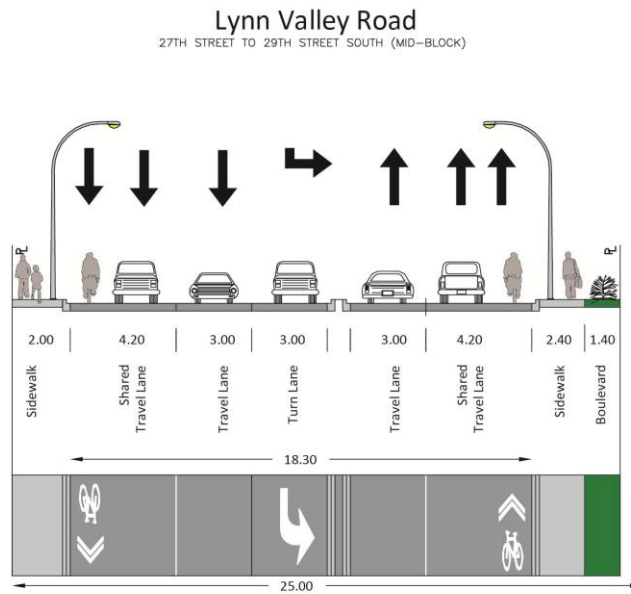 Lynn Valley Road
27TH STREET TO 29TH STREET SOUTH (MID-BLOCK)
PL
PL
2.00
4.20
3.00
3.00
3.00
4.20
2.40
1.40
Sidewalk
Shared
Travel Lane
Travel Lane
Turn Lane
Travel Lane
Shared
Travel Lane
Sidewalk
Boulevard
18.30
25.00